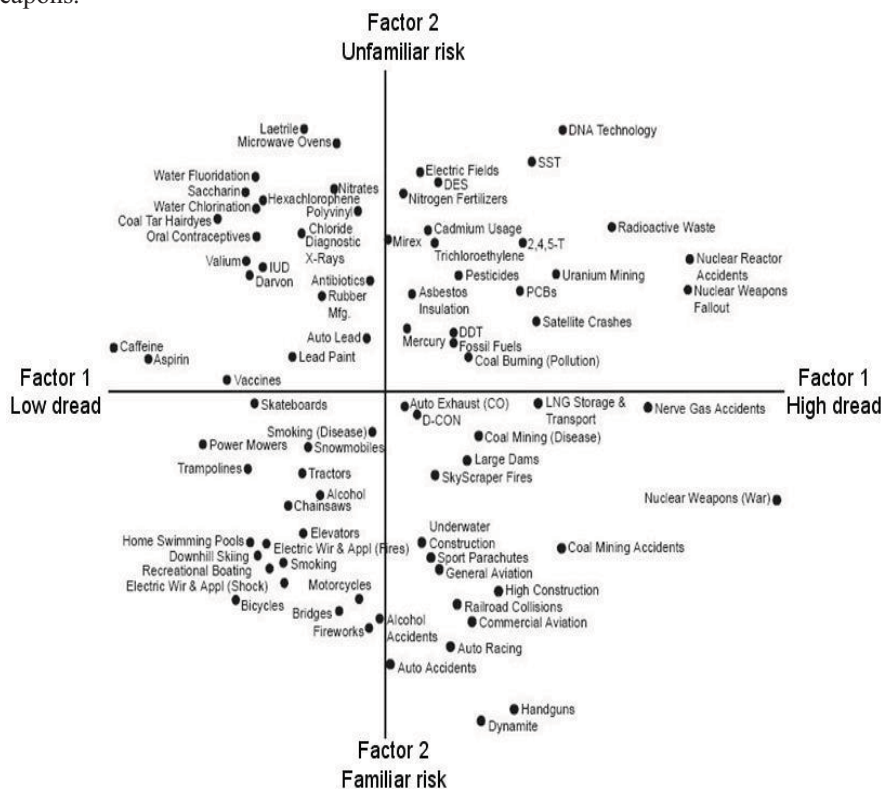 eapons.
Factor 2
Unfamiliar risk
Laetrile
DNA Technology
Microwave Ovens
SST
Electric Fields
Water Fluoridation
DES
Saccharin
Nitrates
Hexachlorophene
Nitrogen Fertilizers
Water Chlorination
Polyvinyl
Coal Tar Hairdyes
Chloride
Cadmium Usage
Radioactive Waste
Oral Contraceptives
Diagnostic
X-Rays
Mirex
2,4,5-T
Trichloroethylene
Valium
IUD
Darvon
Nuclear Reactor
Accidents
Antibiotics
Pesticides
Uranium Mining
Rubber
Mfg.
Asbestos
Insulation
PCBs
Nuclear Weapons
Fallout
Satellite Crashes
Auto Lead
Mercury
DDT
Fossil Fuels
Caffeine
Aspirin
Lead Paint
Coal Burning (Pollution)
Vaccines
Factor 1
Low dread
Factor 1
High dread
Skateboards
Auto Exhaust (CO)
D-CON
LNG Storage &
Transport
Nerve Gas Accidents
Smoking (Disease)
Coal Mining (Disease)
Power Mowers
Snowmobiles
Large Dams
Trampolines
Tractors
SkyScraper Fires
Alcohol
Nuclear Weapons (War)
Chainsaws
Elevators
Underwater
Construction
Home Swimming Pools
Electric Wir & Appl (Fires)
Coal Mining Accidents
Downhill Skiing
Sport Parachutes
Smoking
Recreational Boating
General Aviation
Electric Wir & Appl (Shock)
Motorcycles
High Construction
Bicycles
Bridges
Railroad Collisions
Fireworks
Alcohol
Accidents
Commercial Aviation
Auto Racing
Auto Accidents
Handguns
Dynamite
Factor 2
Familiar risk